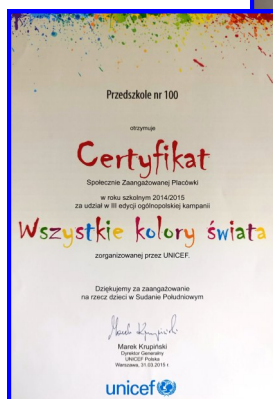 Przedszkole nr 100
otrzymuje
Certyfikat
Społecznie Zaangażowanej Placówki
w roku szkolnym 2014/2015
za udział w III edycji ogólnopolskiej kampanii
Wszystkie kolory świata
zorganizowanej przez UNICEF.
Dziękujemy za zaangażowanie
na rzecz dzieci w Sudanie Południowym
Marek Krupiński
Marek Krupiński
Dyrektor Generalny
UNICEF Polska
Warszawa, 31.03.2015 r.
unicef